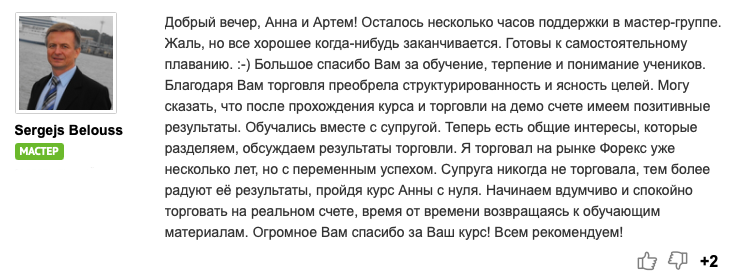 Sergejs Belouss
МАСТЕР
Добрый вечер, Анна и Артем! Осталось несколько часов поддержки в мастер-группе.
Жаль, но все хорошее когда-нибудь заканчивается. Готовы к самостоятельному
плаванию. :-) Большое спасибо Вам за обучение, терпение и понимание учеников.
Благодаря Вам торговля преобрела структурированность и ясность целей. Могу
сказать, что после прохождения курса и торговли на демо счете имеем позитивные
результаты. Обучались вместе с супругой. Теперь есть общие интересы, которые
разделяем, обсуждаем результаты торговли. Я торговал на рынке Форекс уже
несколько лет, но с переменным успехом. Супруга никогда не торговала, тем более
радуют её результаты, пройдя курс Анны с нуля. Начинаем вдумчиво и спокойно
торговать на реальном счете, время от времени возвращаясь к обучающим
материалам. Огромное Вам спасибо за Ваш курс! Всем рекомендуем!
+2